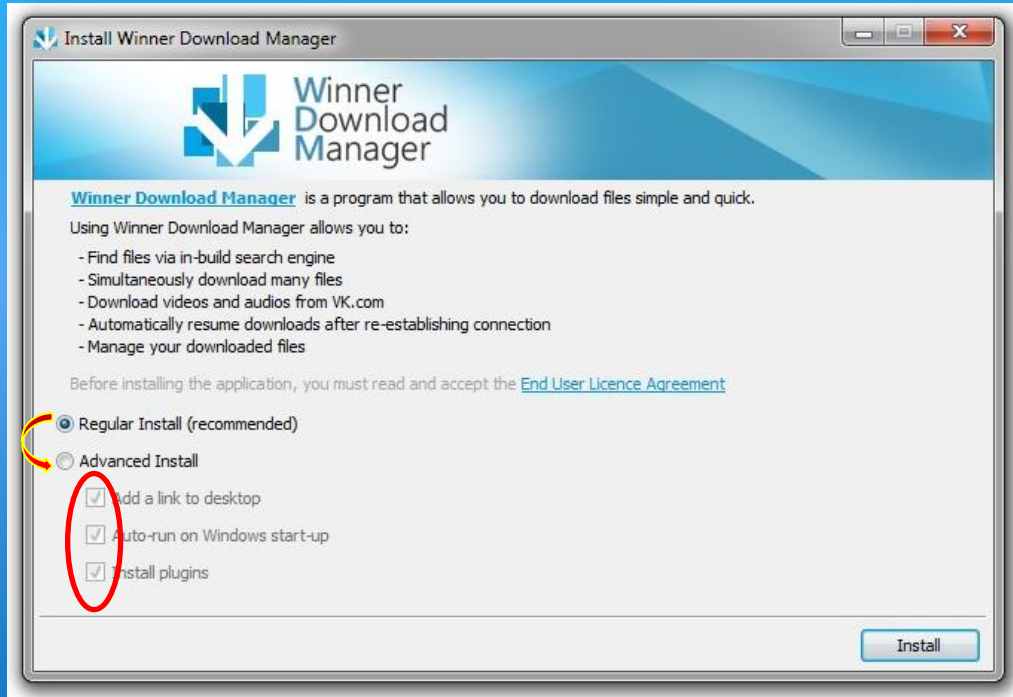 Install Winner Download Manager
Winner
Download
Manager
Winner Download Manager is a program that allows you to download files simple and quick.
Using Winner Download Manager allows you to:
- Find files via in-build search engine
- Simultaneously download many files
- Download videos and audios from VK.com
- Automatically resume downloads after re-establishing connection
- Manage your downloaded files
Before installing the application, you must read and accept the End User Licence Agreement
Regular Install (recommended)
Advanced Install
Add a link to desktop
Auto-run on Windows start-up
Install plugins
Install